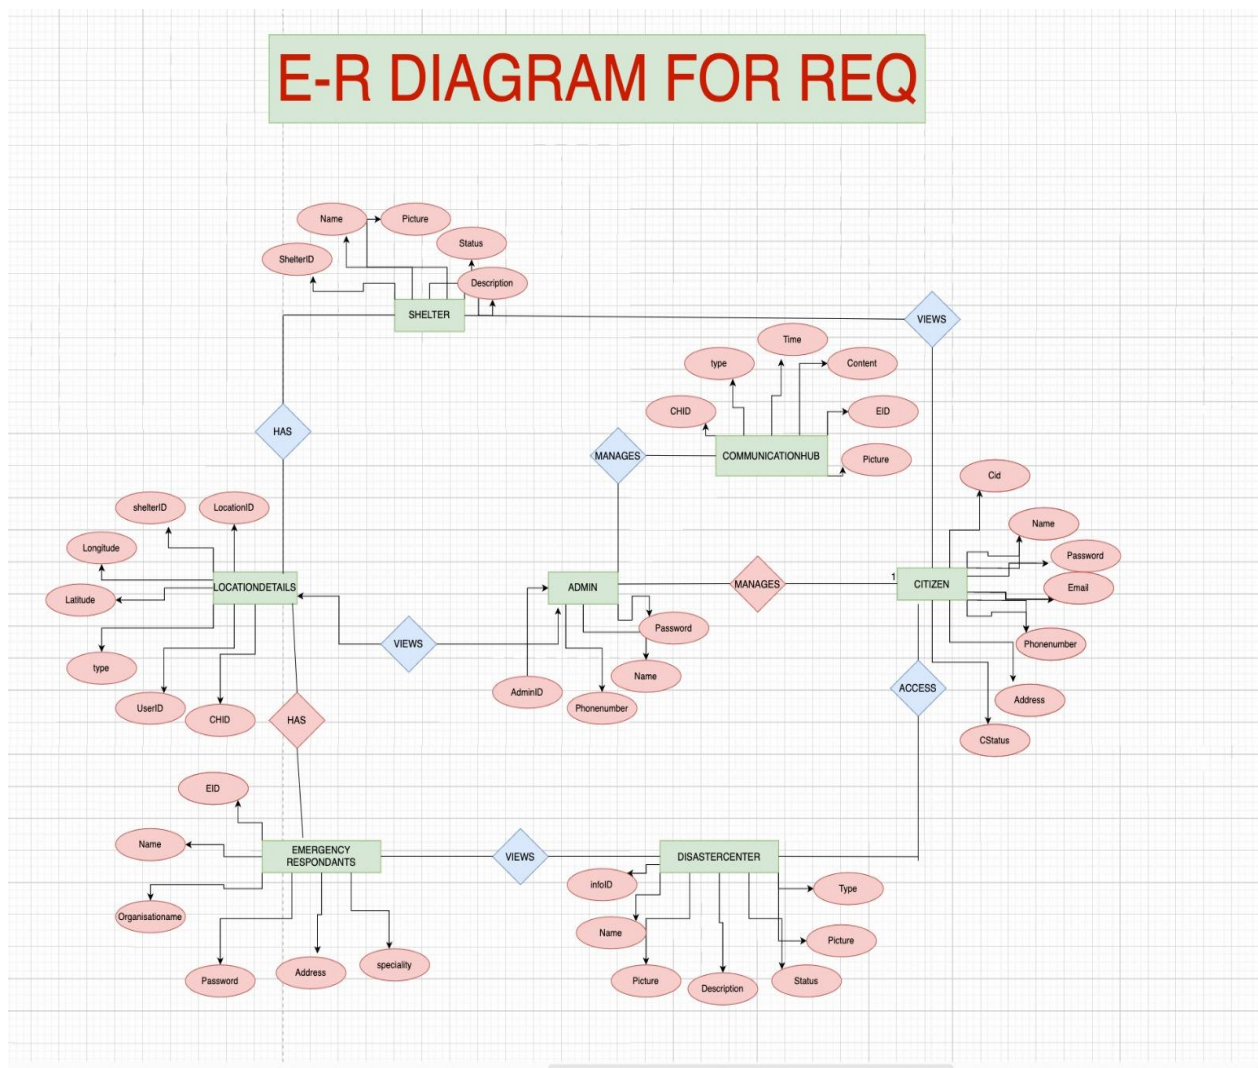 E-R DIAGRAM FOR REQ
Name
Picture
Status
ShelterID
Description
SHELTER
VIEWS
Time
type
Content
CHID
EID
HAS
MANAGES
COMMUNICATIONHUB
Picture
Cid
shelterID
LocationID
Name
Longitude
Password
LOCATIONDETAILS
ADMIN
MANAGES
1
CITIZEN
Email
Latitude
Password
VIEWS
Phonenumber
type
Name
AdminID
ACCESS
UserID
CHID
HAS
Phonenumber
Address
CStatus
EID
Name
EMERGENCY
RESPONDANTS
VIEWS
DISASTERCENTER
infoID
Type
Organisationame
Name
Picture
Password
Address
speciality
Picture
Description
Status